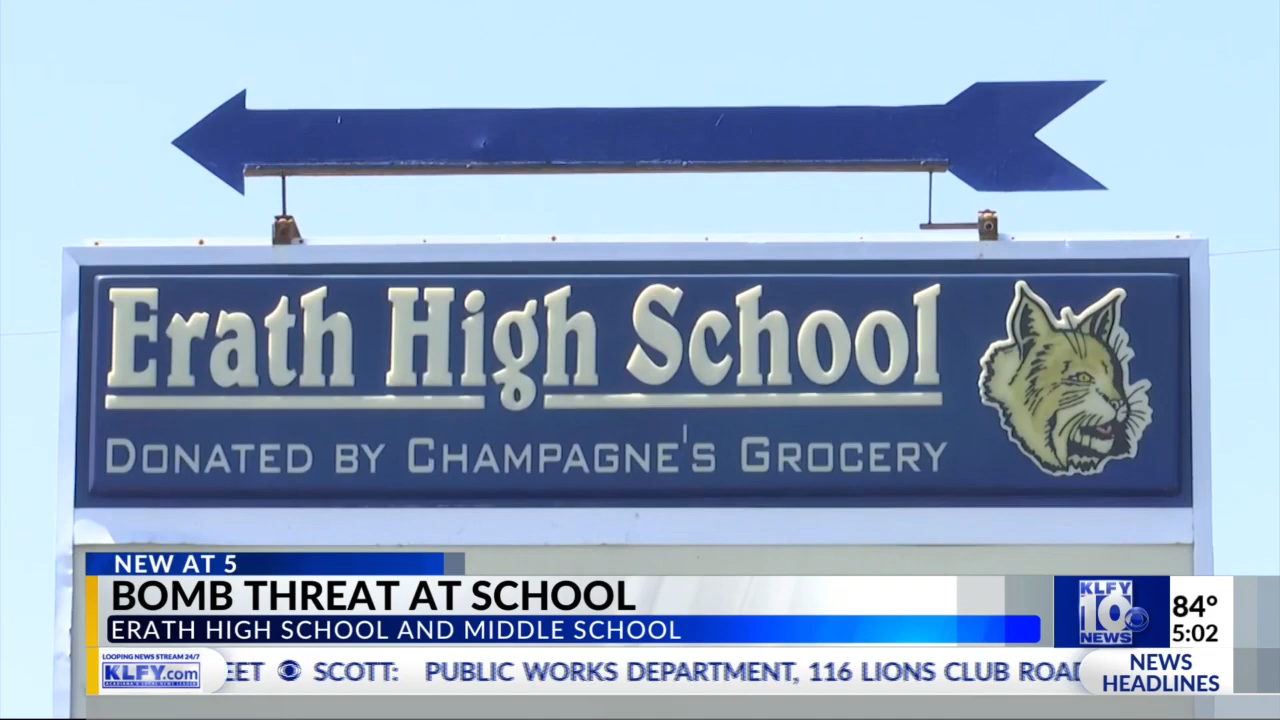 Erath High School
DONATED BY CHAMPAGNE'S GROCERY
NEW AT 5
BOMB THREAT AT SCHOOL
ERATH HIGH SCHOOL AND MIDDLE SCHOOL
KLFY
10
NEWS
84°
5:02
LOOPING NEWS STREAM 24/7
KLFY.com
EET SCOTT: PUBLIC WORKS DEPARTMENT, 116 LIONS CLUB ROAD
NEWS
HEADLINES